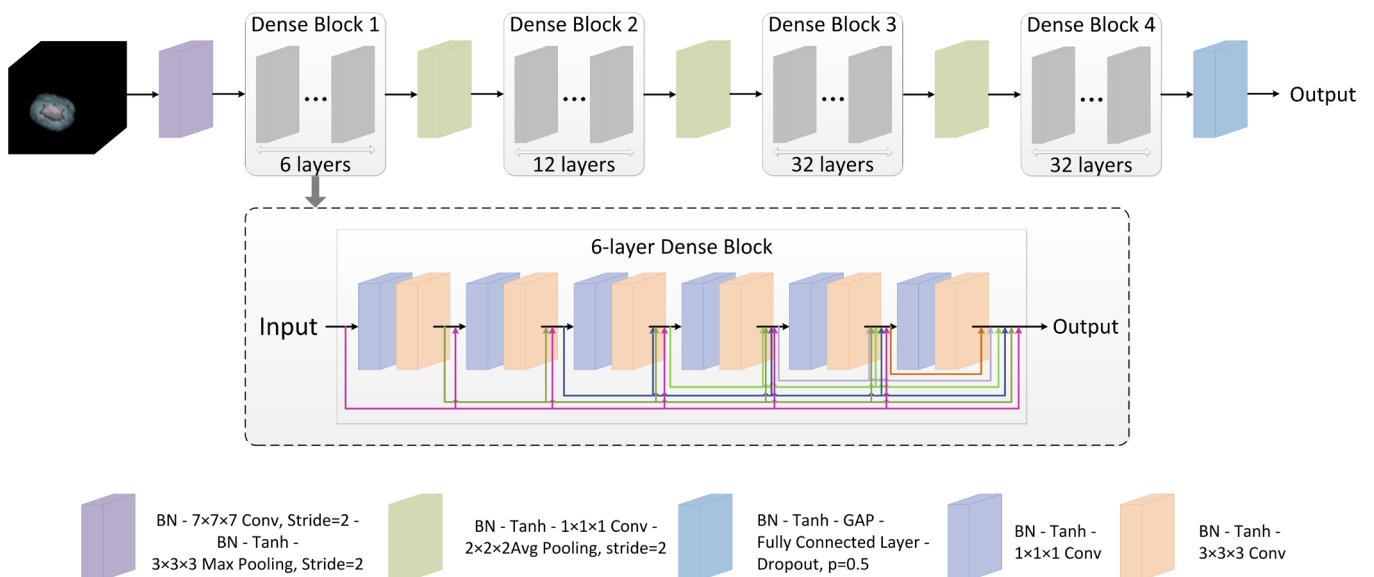 Dense Block 1
Dense Block 2
Dense Block 3
Dense Block 4
Output
6 layers
12 layers
32 layers
32 layers
6-layer Dense Block
Input
Output
BN - 7×7×7 Conv, Stride=2 -
BN - Tanh -
3×3×3 Max Pooling, Stride=2
BN - Tanh - 1×1×1 Conv -
2×2×2Avg Pooling, stride=2
BN - Tanh - GAP -
Fully Connected Layer -
Dropout, p=0.5
BN - Tanh -
1×1×1 Conv
BN - Tanh -
3×3×3 Conv